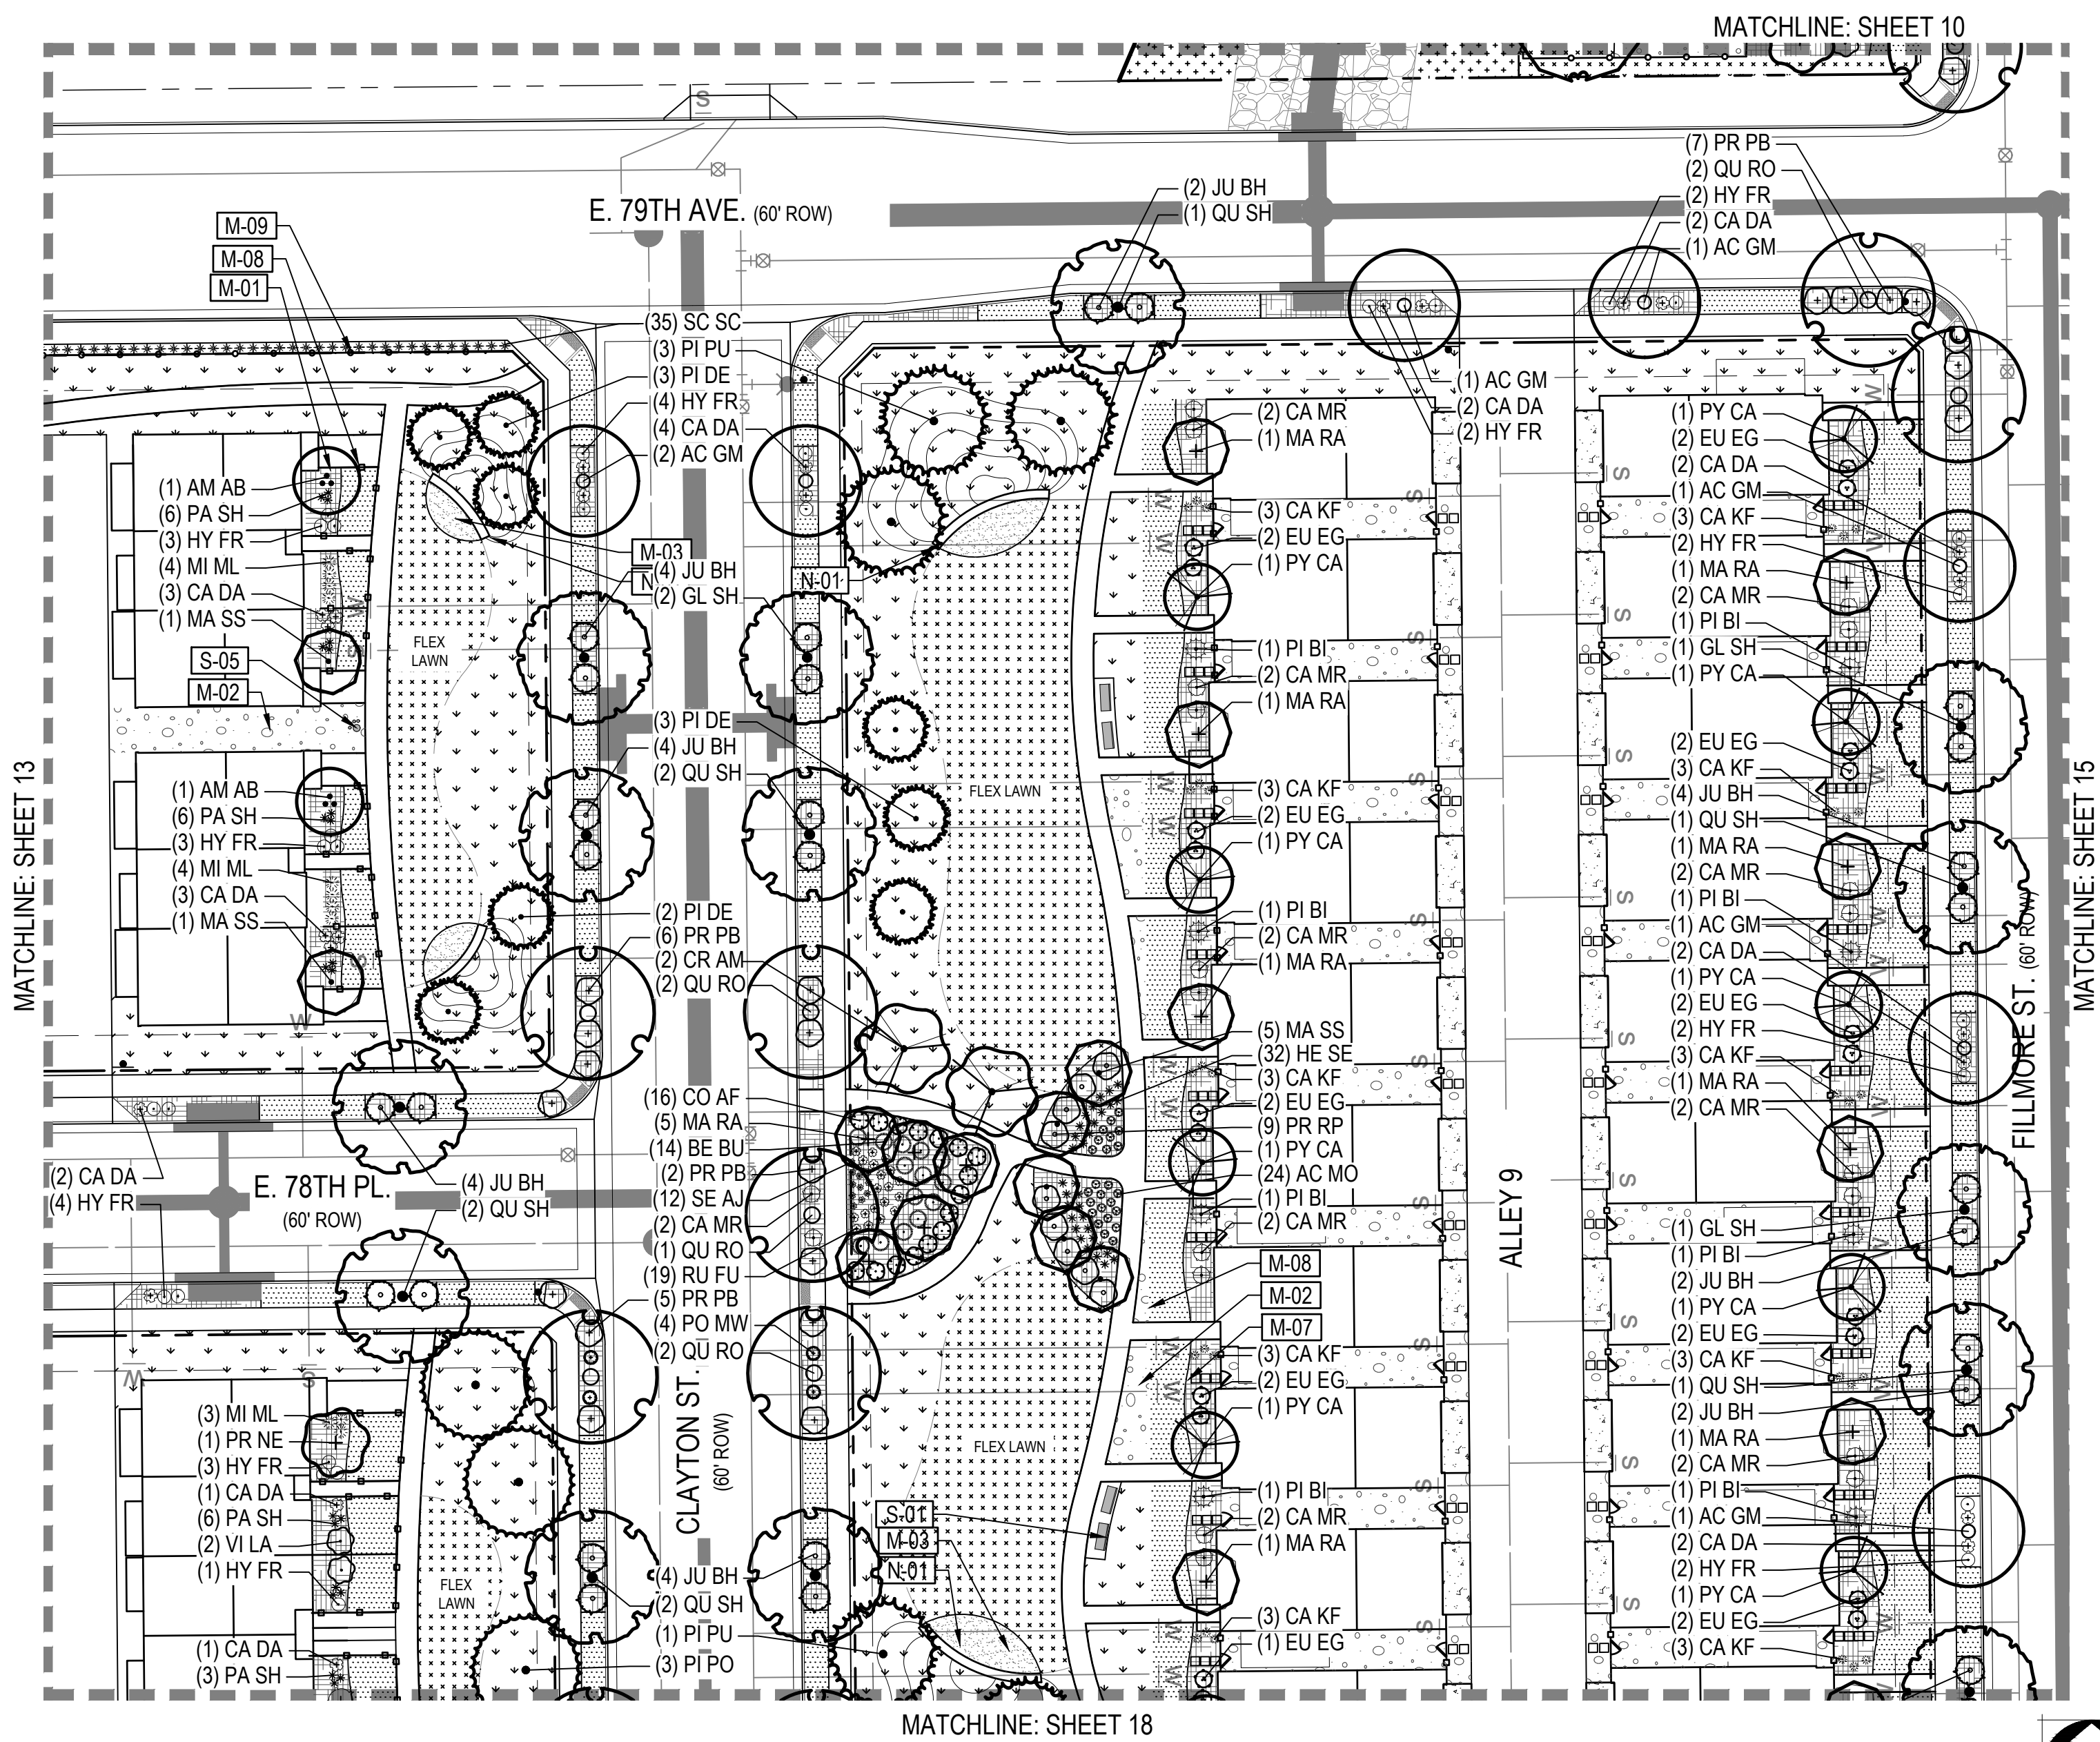 MATCHLINE: SHEET 10
(7) PR PB
(2) QU RO
(2) HY FR
(2) CA DA
(1) AC GM
(2) JU BH
(1) QU SH
S
E. 79TH AVE. (60' ROW)
M-09
M-08
M-01
(35) SC SC
(3) PI PU
(3) PI DE
(4) HY FR
(4) CA DA
(2) AC GM
(1) AC GM
(2) CA DA
(2) HY FR
(1) AM AB
(6) PA SH
(3) HY FR
(4) MI ML
(3) CA DA
(1) MA SS
S-05
M-02
FLEX
LAWN
M-03
(4) JU BH
(2) GL SH
N-01
(3) PI DE
(4) JU BH
(2) QU SH
FLEX LAWN
(1) AM AB
(6) PA SH
(3) HY FR
(4) MI ML
(3) CA DA
(1) MA SS
(2) PI DE
(6) PR PB
(2) CR AM
(2) QU RO
MATCHLINE: SHEET 13
W
(2) CA MR
(1) MA RA
(3) CA KF
(2) EU EG
(1) PY CA
(1) PI BI
(2) CA MR
(1) MA RA
(3) CA KF
(2) EU EG
(1) PY CA
(1) PI BI
(2) CA MR
(1) MA RA
(5) MA SS
(32) HE SE
(3) CA KF
(2) EU EG
(9) PR RP
(1) PY CA
(24) AC MO
(1) PI BI
(2) CA MR
M-08
M-02
M-07
(3) CA KF
(2) EU EG
(1) PY CA
(1) PI BI
(2) CA MR
(1) MA RA
(3) CA KF
(1) EU EG
(1) PY CA
(2) EU EG
(2) CA DA
(1) AC GM
(3) CA KF
(2) HY FR
(1) MA RA
(2) CA MR
(1) PI BI
(1) GL SH
(1) PY CA
(2) EU EG
(3) CA KF
(4) JU BH
(1) QU SH
(1) MA RA
(2) CA MR
(1) PI BI
(1) AC GM
(2) CA DA
(1) PY CA
(2) EU EG
(2) HY FR
(3) CA KF
(1) MA RA
(2) CA MR
(1) GL SH
(1) PI BI
(2) JU BH
(1) PY CA
(2) EU EG
(3) CA KF
(1) QU SH
(2) JU BH
(1) MA RA
(2) CA MR
(1) PI BI
(1) AC GM
(2) CA DA
(2) HY FR
(1) PY CA
(2) EU EG
(3) CA KF
ALLEY 9
FILLMORE ST. (60' ROW)
MATCHLINE: SHEET 15
(16) CO AF
(5) MA RA
(14) BE BU
(2) PR PB
(12) SE AJ
(2) CA MR
(1) QU RO
(19) RU FU
(5) PR PB
(4) PO MW
(2) QU RO
(2) CA DA
(4) HY FR
E. 78TH PL.
(60' ROW)
(4) JU BH
(2) QU SH
CLAYTON ST.
(60' ROW)
W
S
(3) MI ML
(1) PR NE
(3) HY FR
(1) CA DA
(6) PA SH
(2) VI LA
(1) HY FR
(1) CA DA
(3) PA SH
FLEX
LAWN
FLEX LAWN
S-01
M-03
N-01
(4) JU BH
(2) QU SH
(1) PI PU
(3) PI PO
MATCHLINE: SHEET 18